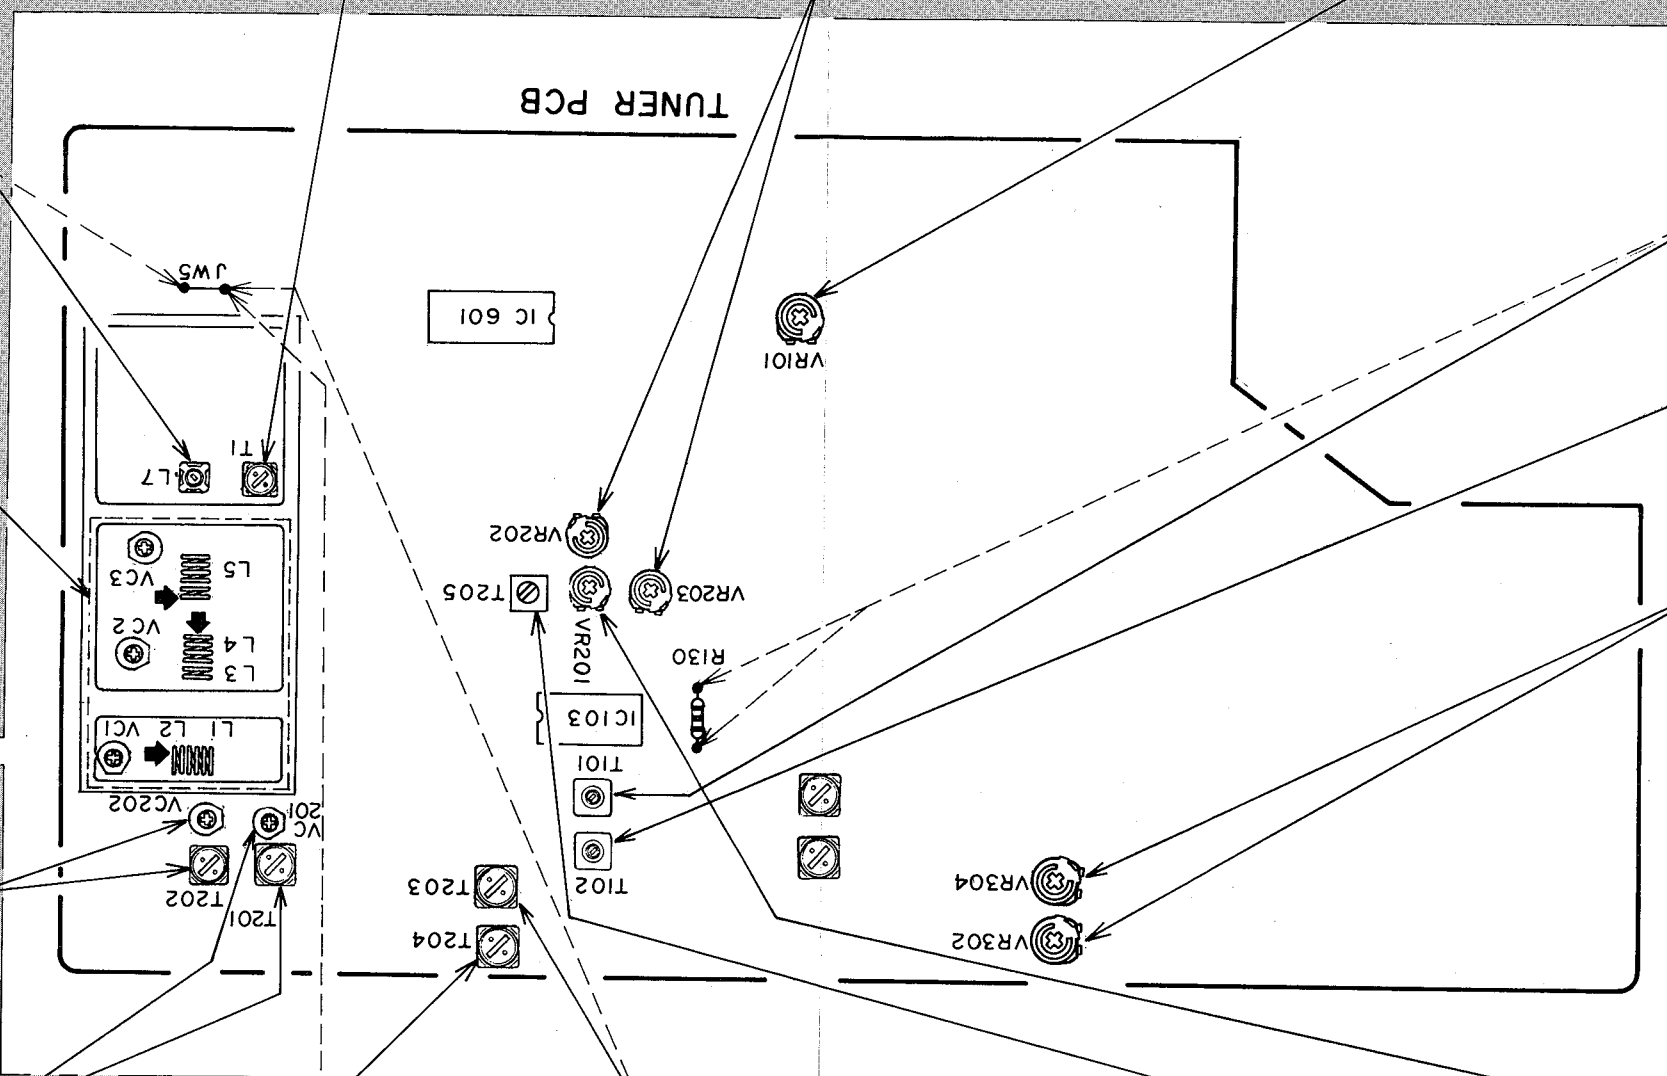 TUNER PCB
JW5
IC 601
VR101
T1
L7
VR202
VC3
L5
T205
VR203
VC2
L4
VR201
L3
R130
VC1 L2 L1
IC103
T101
VC202
VC
201
T102
T203
VR304
T202
T201
T204
VR302